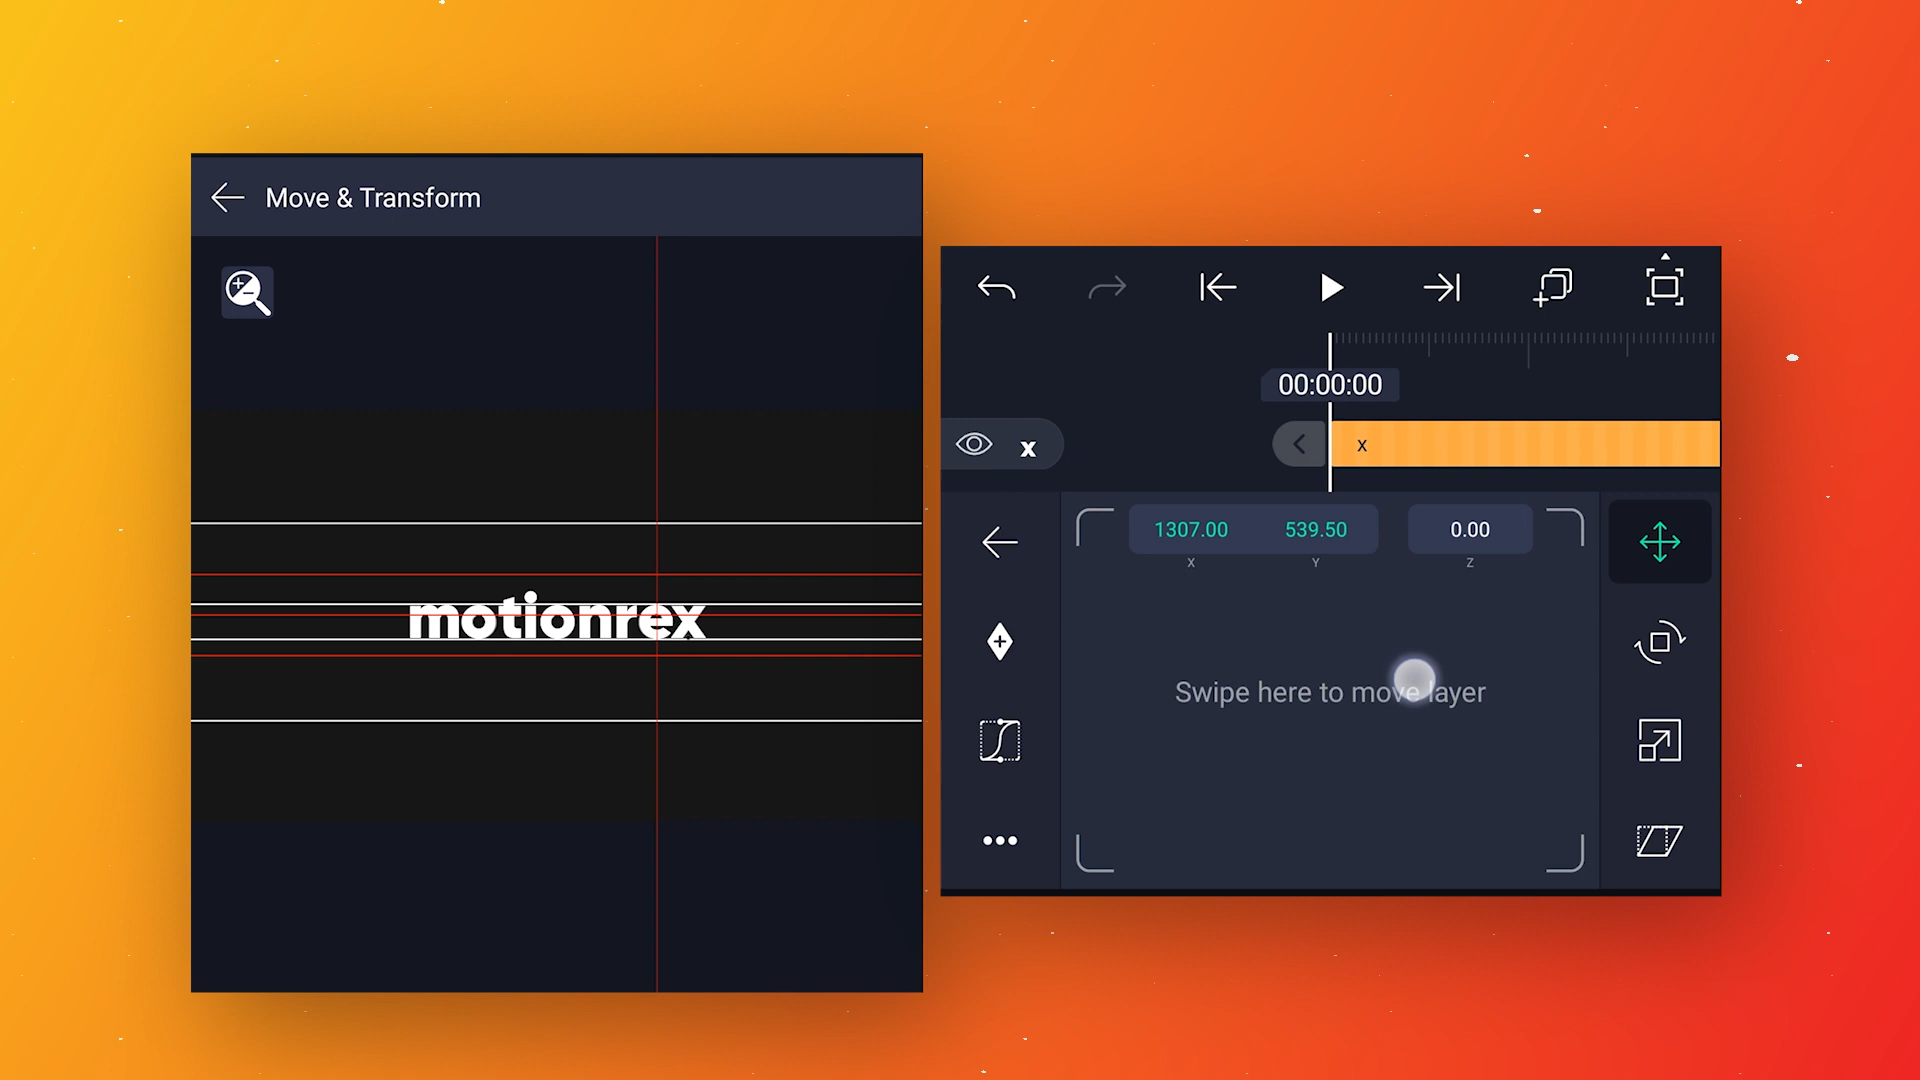 Move & Transform
motionrex
00:00:00
x
x
1307.00 539.50 0.00
X Y Z
Swipe here to move layer